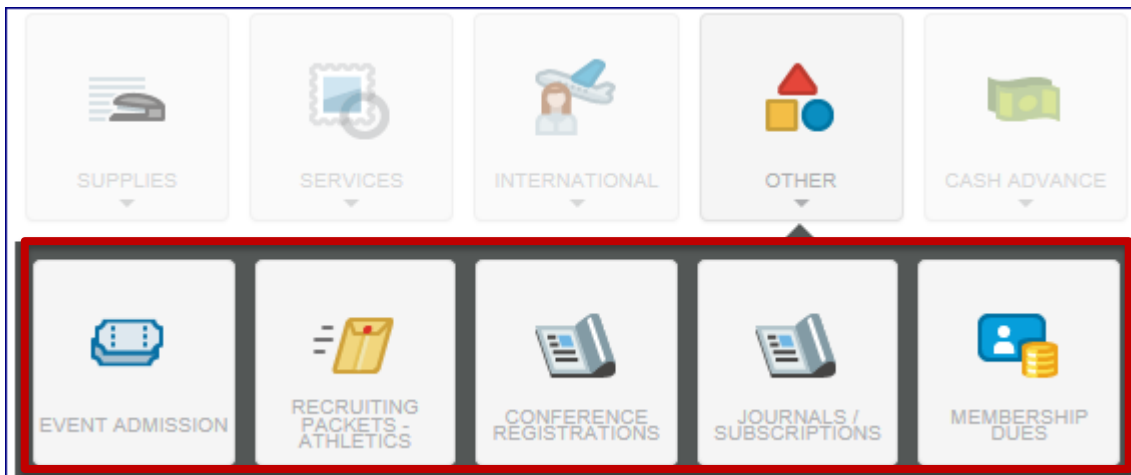 SUPPLIES
SERVICES
INTERNATIONAL
OTHER
CASH ADVANCE
EVENT ADMISSION
RECRUITING
PACKETS -
ATHLETICS
CONFERENCE
REGISTRATIONS
JOURNALS /
SUBSCRIPTIONS
MEMBERSHIP
DUES